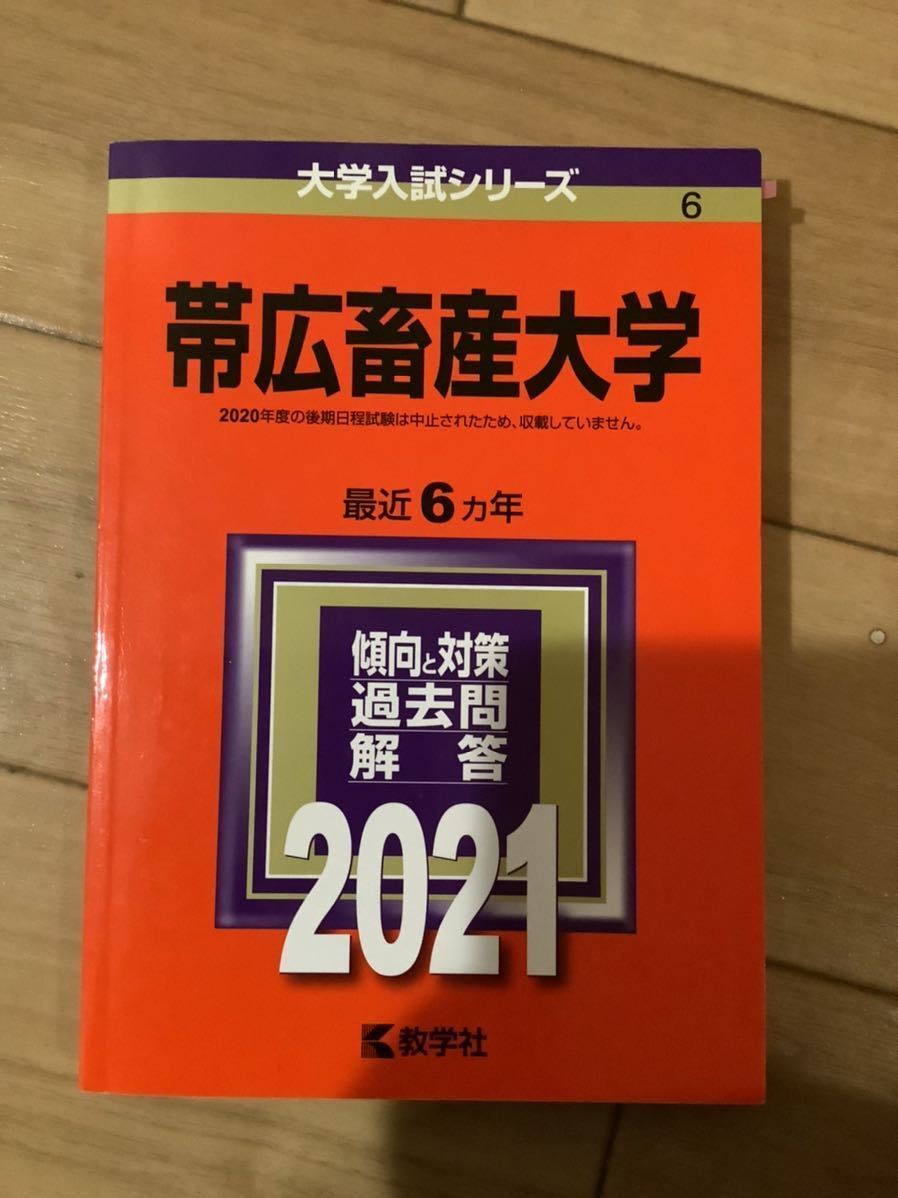 大学入試シリーズ
6
帯広畜産大学
2020年度の後期日程試験は中止されたため、収載していません。
最近6カ年
傾向と対策
過去問
解答
2021
教学社